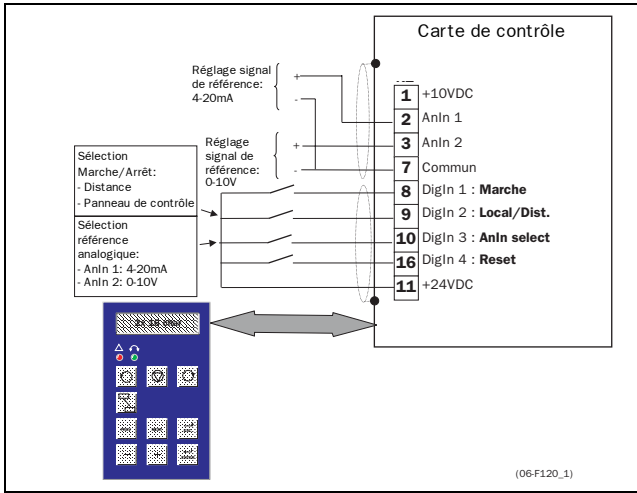 Carte de contrôle
Réglage signal
de référence:
4-20mA
+
-
1 +10VDC
2 AnIn 1
Réglage
signal de
référence:
0-10V
+
-
3 AnIn 2
7 Commun
Sélection
Marche/Arrêt:
- Distance
- Panneau de contrôle
8 DigIn 1 : Marche
9 DigIn 2 : Local/Dist.
Sélection
référence
analogique:
- AnIn 1: 4-20mA
- AnIn 2: 0-10V
10 DigIn 3 : AnIn select
16 DigIn 4 : Reset
11 +24VDC
2x 16 char
-
+
(06-F120_1)